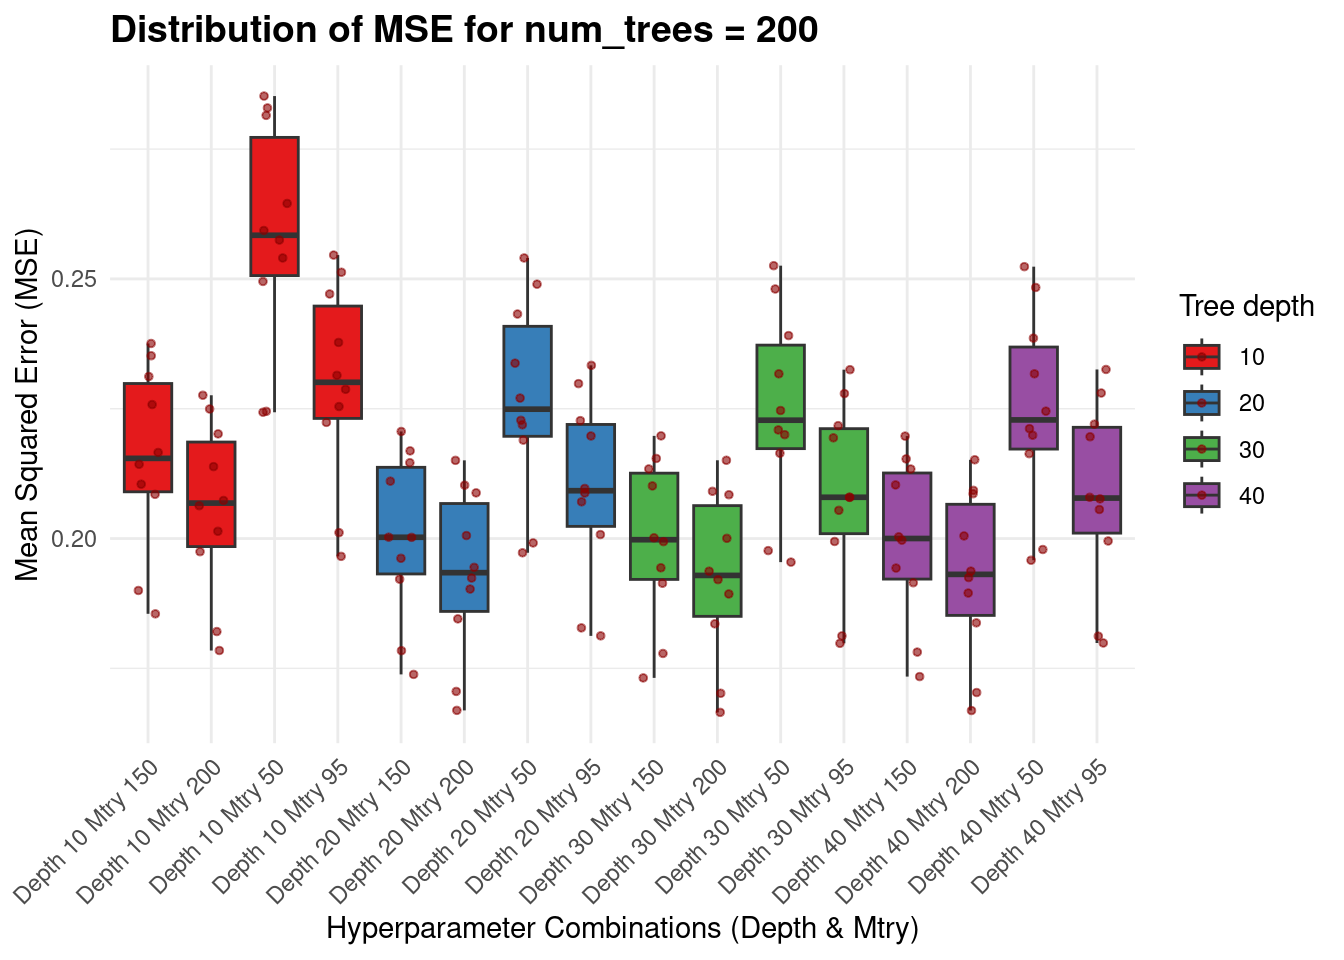 Distribution of MSE for num_trees = 200
Mean Squared Error (MSE)
0.25
0.20
Depth 10 Mtry 150
Depth 10 Mtry 200
Depth 10 Mtry 50
Depth 10 Mtry 95
Depth 20 Mtry 150
Depth 20 Mtry 200
Depth 20 Mtry 50
Depth 20 Mtry 95
Depth 30 Mtry 150
Depth 30 Mtry 200
Depth 30 Mtry 50
Depth 30 Mtry 95
Depth 40 Mtry 150
Depth 40 Mtry 200
Depth 40 Mtry 50
Depth 40 Mtry 95
Hyperparameter Combinations (Depth & Mtry)
Tree depth
10
20
30
40